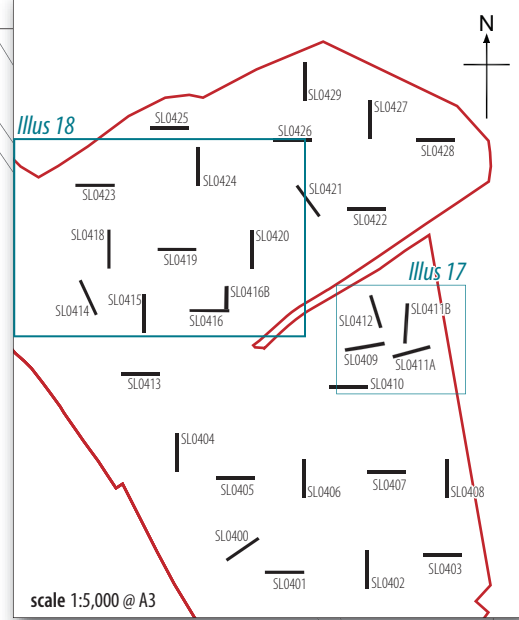 N
SL0429
SL0427
SL0425
Illus 18
SL0426
SL0428
SL0424
SL0423
SL0421
SL0422
SL0418
SL0420
SL0419
Illus 17
SL0416B
SL0415
SL0414
SL0416
SL0412
SL0411B
SL0409
SL0411A
SL0413
SL0410
SL0404
SL0405
SL0406
SL0407
SL0408
SL0400
SL0401
SL0402
SL0403
scale 1:5,000 @ A3